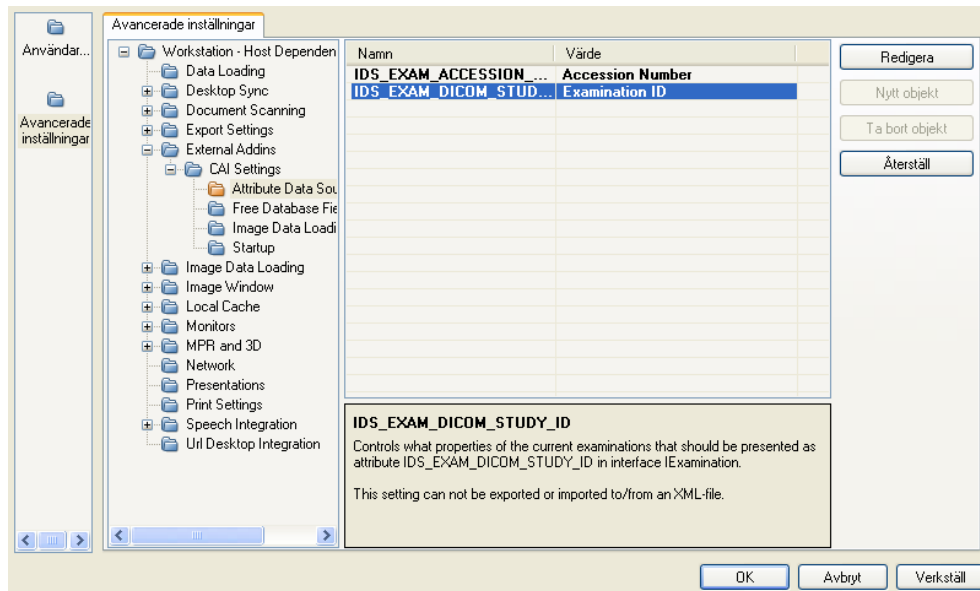 Avancerade inställningar
Användar...
Avancerade
inställningar
Workstation - Host Dependen
Data Loading
Desktop Sync
Document Scanning
Export Settings
External Addins
CAI Settings
Attribute Data Sou
Free Database Fie
Image Data Loadi
Startup
Image Data Loading
Image Window
Local Cache
Monitors
MPR and 3D
Network
Presentations
Print Settings
Speech Integration
Url Desktop Integration
Namn Värde
IDS_EXAM_ACCESSION_... Accession Number
IDS_EXAM_DICOM_STUD... Examination ID
IDS_EXAM_DICOM_STUDY_ID
Controls what properties of the current examinations that should be presented as
attribute IDS_EXAM_DICOM_STUDY_ID in interface IExamination.
This setting can not be exported or imported to/from an XML-file.
Redigera
Nytt objekt
Ta bort objekt
Återställ
OK Avbryt Verkställ